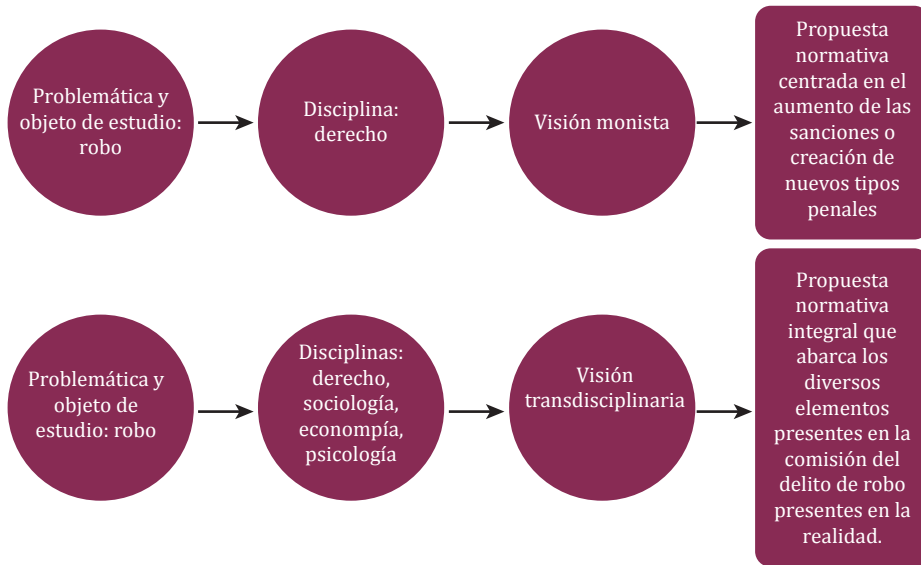 Problemática y
objeto de estudio:
robo
Disciplina:
derecho
Visión monista
Propuesta
normativa
centrada en el
aumento de las
sanciones o
creación de
nuevos tipos
penales
Problemática y
objeto de
estudio: robo
Disciplinas:
derecho,
sociología,
econompía,
psicología
Visión
transdisciplinaria
Propuesta
normativa
integral que
abarca los
diversos
elementos
presentes en la
comisión del
delito de robo
presentes en la
realidad.